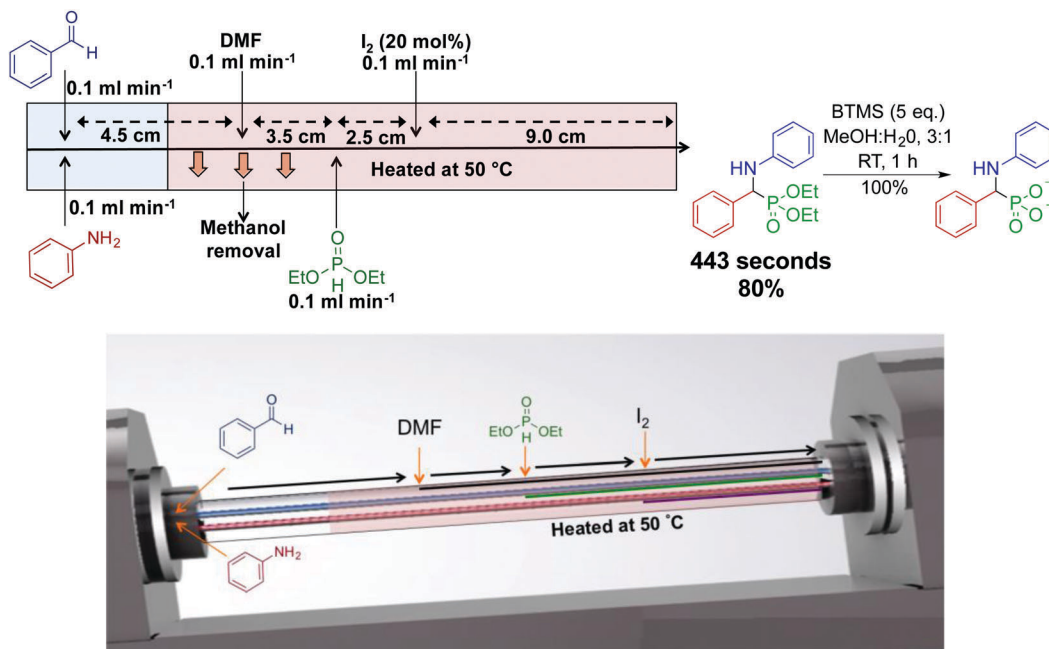 O
H
DMF
0.1 ml min⁻¹
I₂ (20 mol%)
0.1 ml min⁻¹
0.1 ml min⁻¹
4.5 cm
3.5 cm
2.5 cm
9.0 cm
Heated at 50 °C
0.1 ml min⁻¹
NH₂
Methanol
removal
O
P
EtO H OEt
0.1 ml min⁻¹
HN
OEt
P OEt
O
443 seconds
80%
BTMS (5 eq.)
MeOH:H₂0, 3:1
RT, 1 h
100%
HN
O⁻
P O⁻
O
O
H
DMF
O
EtO P OEt
H
I₂
Heated at 50 °C
NH₂